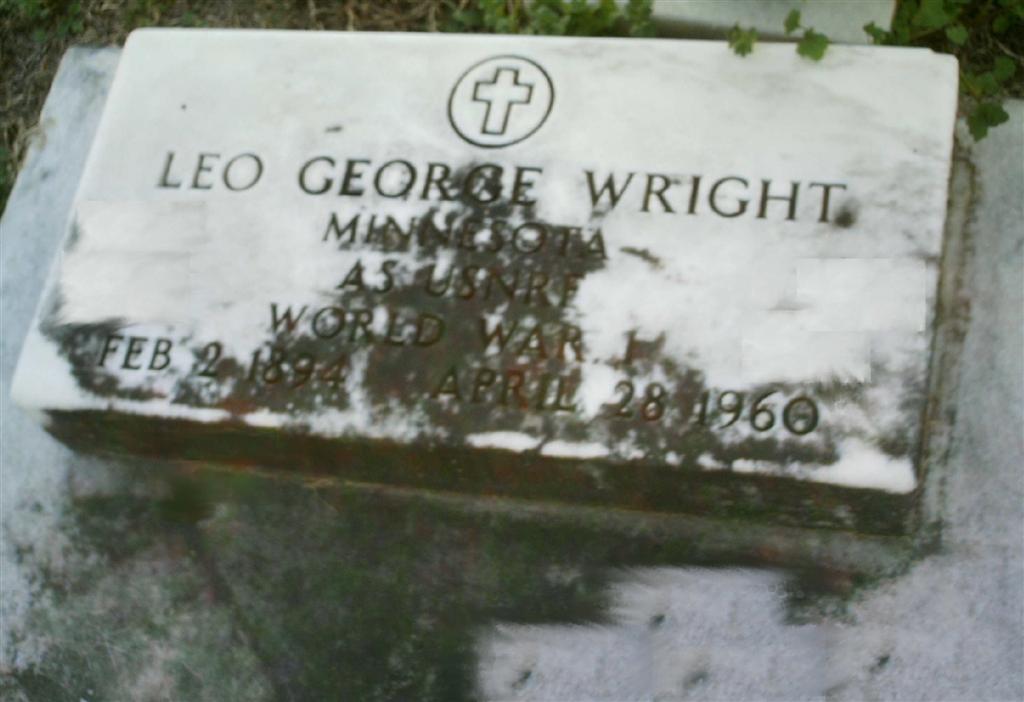 LEO GEORGE WRIGHT
MINNESOTA
AS USNRF
WORLD WAR I
FEB 2 1894 APRIL 28 1960